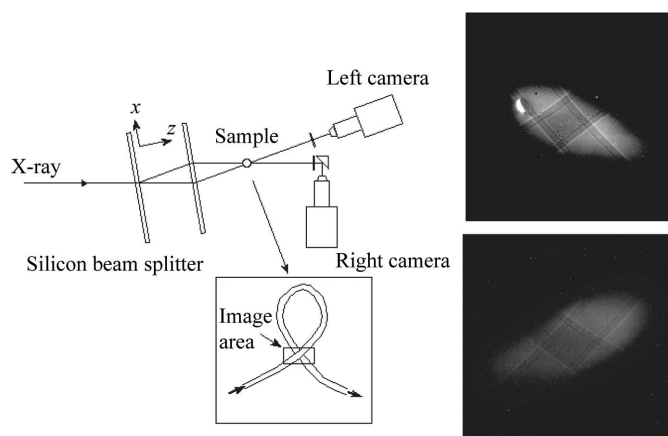 Left camera
x
z
Sample
X-ray
Silicon beam splitter
Right camera
Image
area